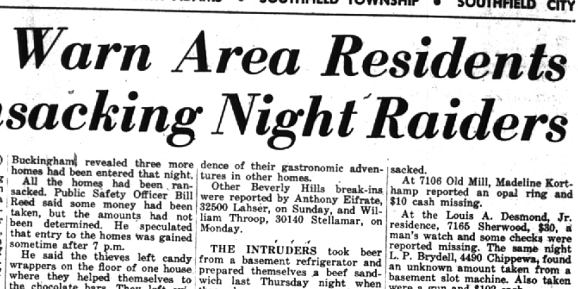 SOUTHFIELD TOWNSHIP • SOUTHFIELD CITY
Warn Area Residents
sacking Night Raiders
Buckingham, revealed three more
homes had been entered that night.
All the homes had been ran-
sacked. Public Safety Officer Bill
Reed said some money had been
taken, but the amounts had not
been determined. He speculated
that entry to the homes was gained
sometime after 7 p.m.
He said the thieves left candy
wrappers on the floor of one house
where they helped themselves to
the chocolate bars.
dence of their gastronomic adven-
tures in other homes.
Other Beverly Hills break-ins
were reported by Anthony Eifrate,
32500 Lahser, on Sunday, and Wil-
liam Throop, 30140 Stellamar, on
Monday.
THE INTRUDERS took beer
from a basement refrigerator and
prepared themselves a beef sand-
wich last Thursday night when
sacked.
At 7106 Old Mill, Madeline Kort-
hamp reported an opal ring and
$10 cash missing.
At the Louis A. Desmond, Jr.
residence, 7165 Sherwood, $30, a
man's watch and some checks were
reported missing. The same night
L. P. Brydell, 4490 Chippewa, found
an unknown amount taken from a
basement slot machine. Also taken